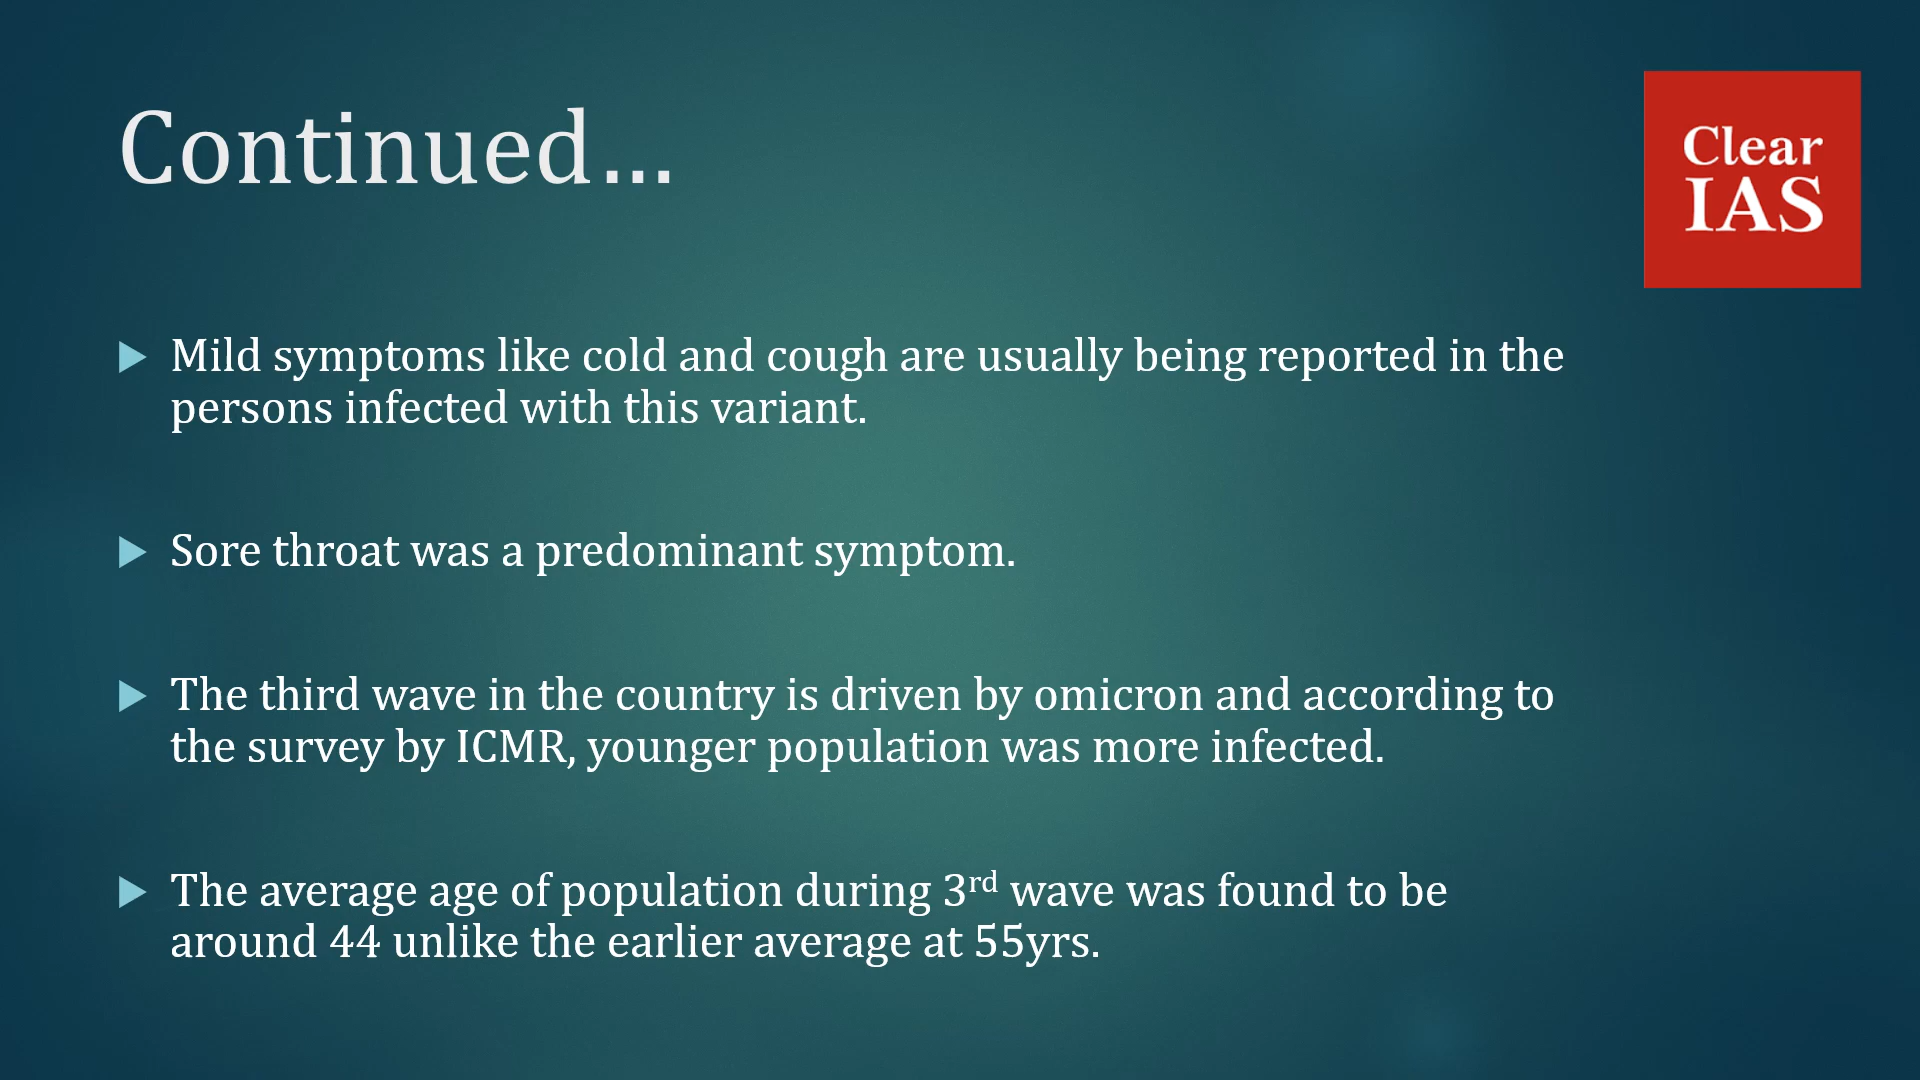 Continued…
Clear
IAS
Mild symptoms like cold and cough are usually being reported in the
persons infected with this variant.
Sore throat was a predominant symptom.
The third wave in the country is driven by omicron and according to
the survey by ICMR, younger population was more infected.
The average age of population during 3rd wave was found to be
around 44 unlike the earlier average at 55yrs.